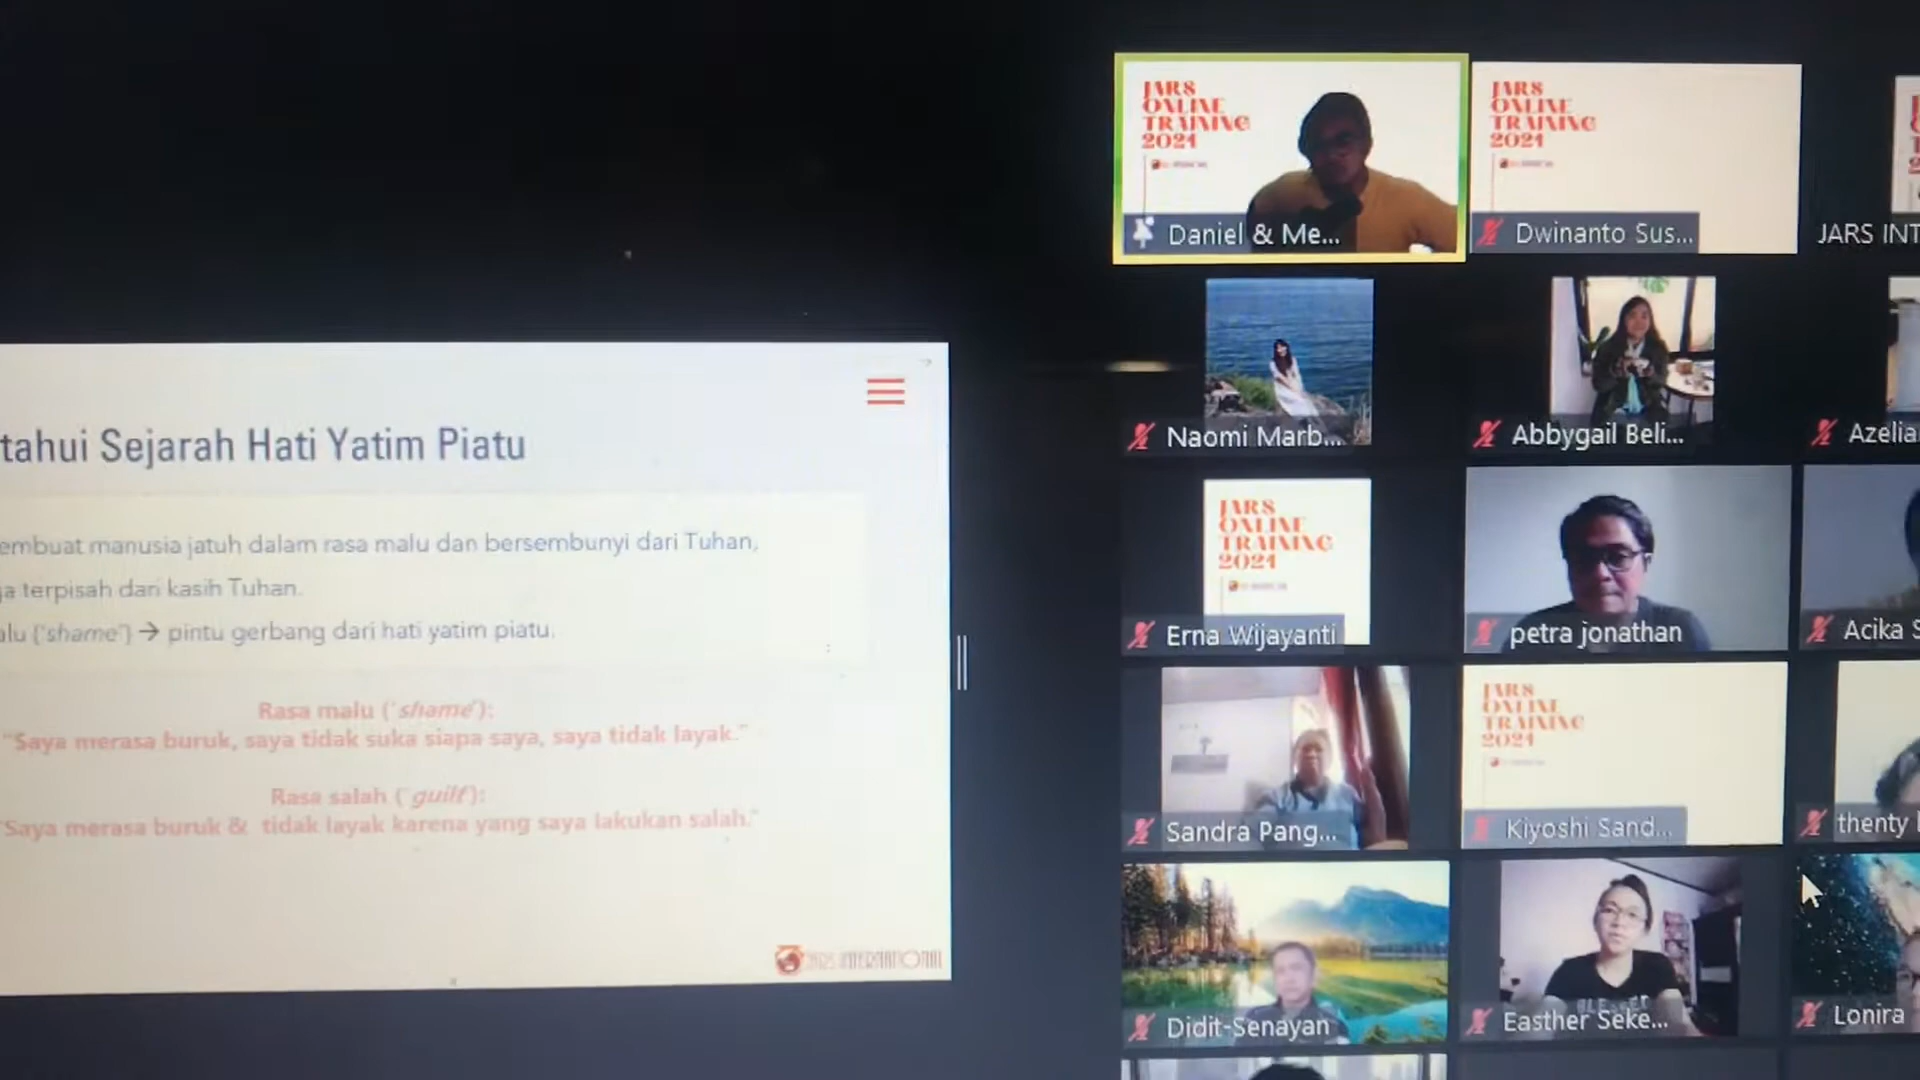 tahui Sejarah Hati Yatim Piatu
embuat manusia jatuh dalam rasa malu dan bersembunyi dari Tuhan,
a terpisah dari kasih Tuhan.
alu ('shame') → pintu gerbang dari hati yatim piatu.
Rasa malu ('shame'):
"Saya merasa buruk, saya tidak suka siapa saya, saya tidak layak."
Rasa salah ('guilt'):
"Saya merasa buruk & tidak layak karena yang saya lakukan salah."
JARS INTERNATIONAL
JARS
ONLINE
TRAINING
2021
Daniel & Me...
JARS
ONLINE
TRAINING
2021
Dwinanto Sus...
JARS INT
Naomi Marb...
Abbygail Beli...
Azelia
JARS
ONLINE
TRAINING
2021
Erna Wijayanti
petra jonathan
Acika S
Sandra Pang...
JARS
ONLINE
TRAINING
2021
Kiyoshi Sand...
thenty
Didit-Senayan
BLESSED
Easther Seke...
Lonira